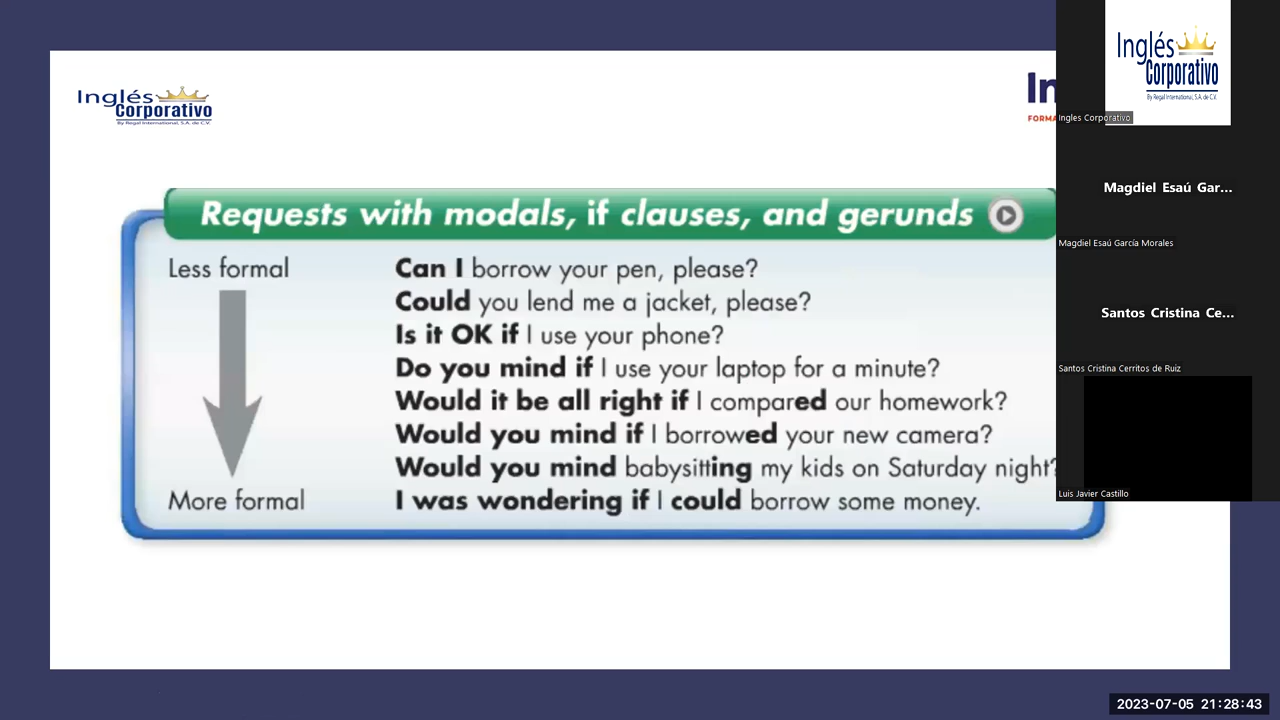 Inglés
Corporativo
By Regal International, S.A. de C.V.
In
FORMA
Requests with modals, if clauses, and gerunds
Less formal
Can I borrow your pen, please?
Could you lend me a jacket, please?
Is it OK if I use your phone?
Do you mind if I use your laptop for a minute?
Would it be all right if I compared our homework?
Would you mind if I borrowed your new camera?
Would you mind babysitting my kids on Saturday night?
More formal
I was wondering if I could borrow some money.
Inglés
Corporativo
By Regal International, S.A. de C.V.
Ingles Corporativo
Magdiel Esaú Gar...
Magdiel Esaú García Morales
Santos Cristina Ce...
Santos Cristina Cerritos de Ruiz
Luis Javier Castillo
2023-07-05 21:28:43